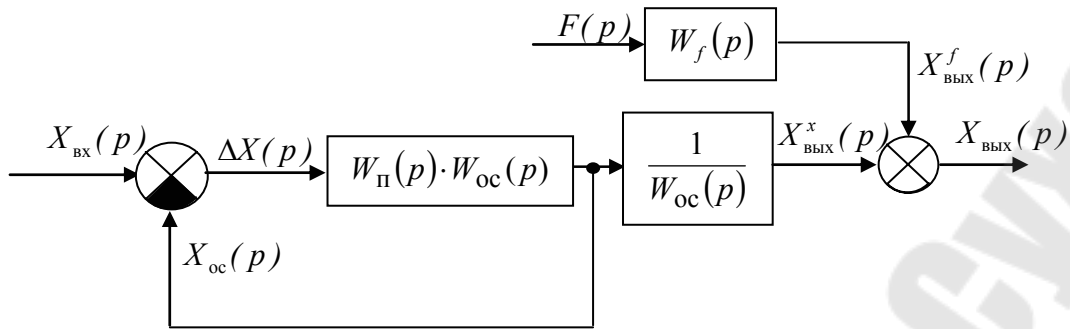 F(p)
W_f(p)
X^f_вых(p)
X_вх(p)
ΔX(p)
W_п(p)·W_ос(p)
1
W_ос(p)
X^x_вых(p)
X_вых(p)
X_ос(p)